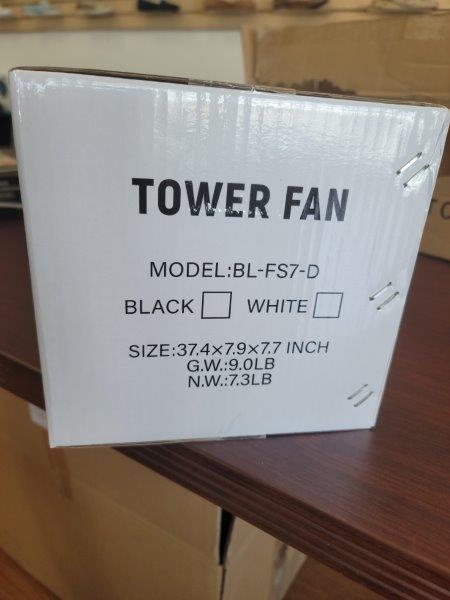 TOWER FAN
MODEL:BL-FS7-D
BLACK WHITE
SIZE:37.4×7.9×7.7 INCH
G.W.:9.0LB
N.W.:7.3LB